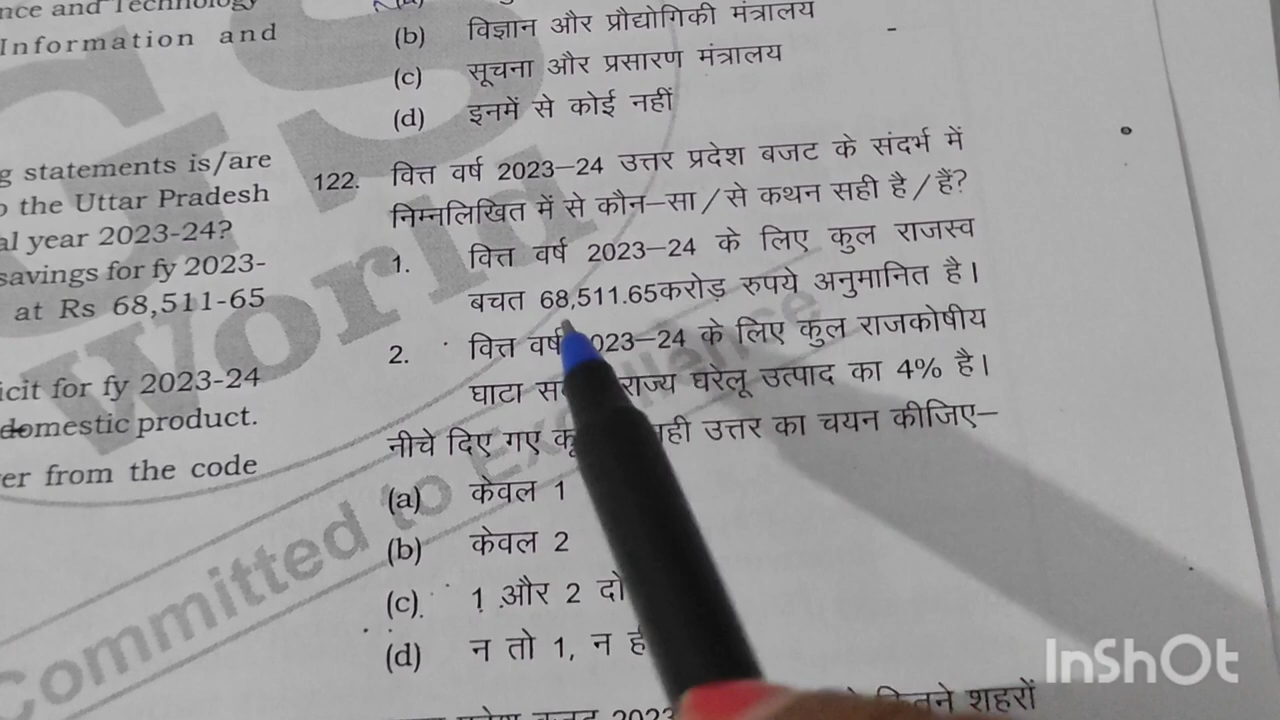 nce and Technology
Information and
g statements is/are
the Uttar Pradesh
al year 2023-24?
savings for fy 2023-
at Rs 68,511-65
icit for fy 2023-24
domestic product.
er from the code
(b) विज्ञान और प्रौद्योगिकी मंत्रालय
(c) सूचना और प्रसारण मंत्रालय
(d) इनमें से कोई नहीं
122. वित्त वर्ष 2023–24 उत्तर प्रदेश बजट के संदर्भ में
निम्नलिखित में से कौन–सा/से कथन सही है/हैं?
1. वित्त वर्ष 2023–24 के लिए कुल राजस्व
बचत 68,511.65करोड़ रुपये अनुमानित है।
2. वित्त वर्ष 2023–24 के लिए कुल राजकोषीय
घाटा राज्य घरेलू उत्पाद का 4% है।
नीचे दिए गए सही उत्तर का चयन कीजिए–
(a) केवल 1
(b) केवल 2
(c) 1 और 2
(d) न तो 1, न
कितने शहरों
GS World
Committed to Excellence
InShOt